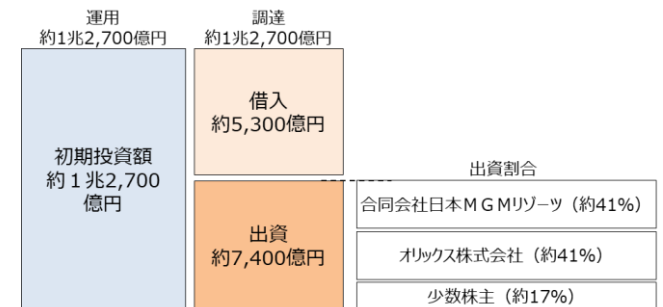 運用
約1兆2,700億円
調達
約1兆2,700億円
初期投資額
約１兆2,700
億円
借入
約5,300億円
出資
約7,400億円
出資割合
合同会社日本ＭＧＭリゾーツ（約41%）
オリックス株式会社（約41%）
少数株主（約17%）